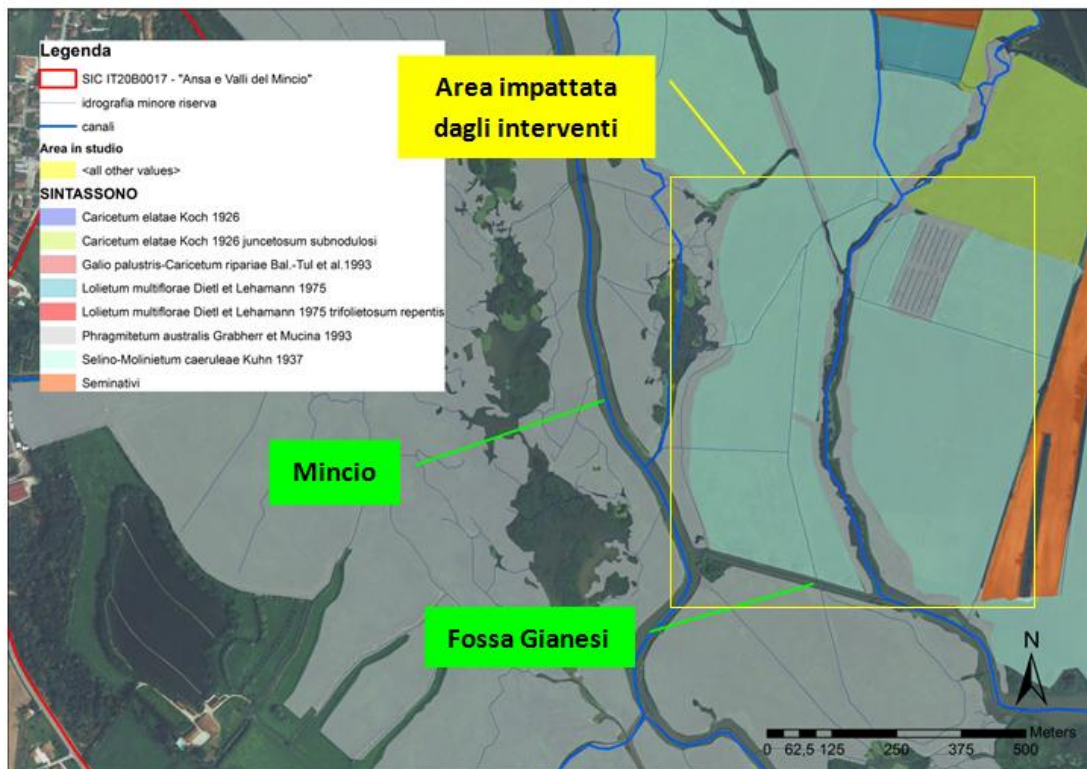 Legenda
SIC IT20B0017 - "Ansa e Valli del Mincio"
idrografia minore riserva
canali
Area in studio
<all other values>
SINTASSONO
Caricetum elatae Koch 1926
Caricetum elatae Koch 1926 juncetosum subnodulosi
Galio palustris-Caricetum ripariae Bal.-Tul et al.1993
Lolietum multiflorae Dietl et Lehamann 1975
Lolietum multiflorae Dietl et Lehamann 1975 trifolietosum repentis
Phragmitetum australis Grabherr et Mucina 1993
Selino-Molinietum caeruleae Kuhn 1937
Seminativi
Area impattata
dagli interventi
Mincio
Fossa Gianesi
N
Meters
0 62,5 125 250 375 500